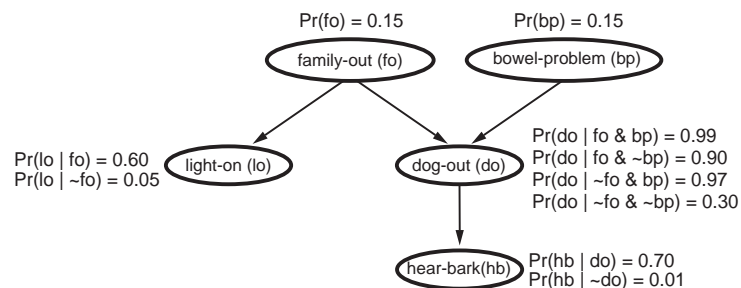 Pr(fo) = 0.15
Pr(bp) = 0.15
family-out (fo)
bowel-problem (bp)
Pr(lo | fo) = 0.60
Pr(lo | ~fo) = 0.05
light-on (lo)
dog-out (do)
Pr(do | fo & bp) = 0.99
Pr(do | fo & ~bp) = 0.90
Pr(do | ~fo & bp) = 0.97
Pr(do | ~fo & ~bp) = 0.30
hear-bark(hb)
Pr(hb | do) = 0.70
Pr(hb | ~do) = 0.01